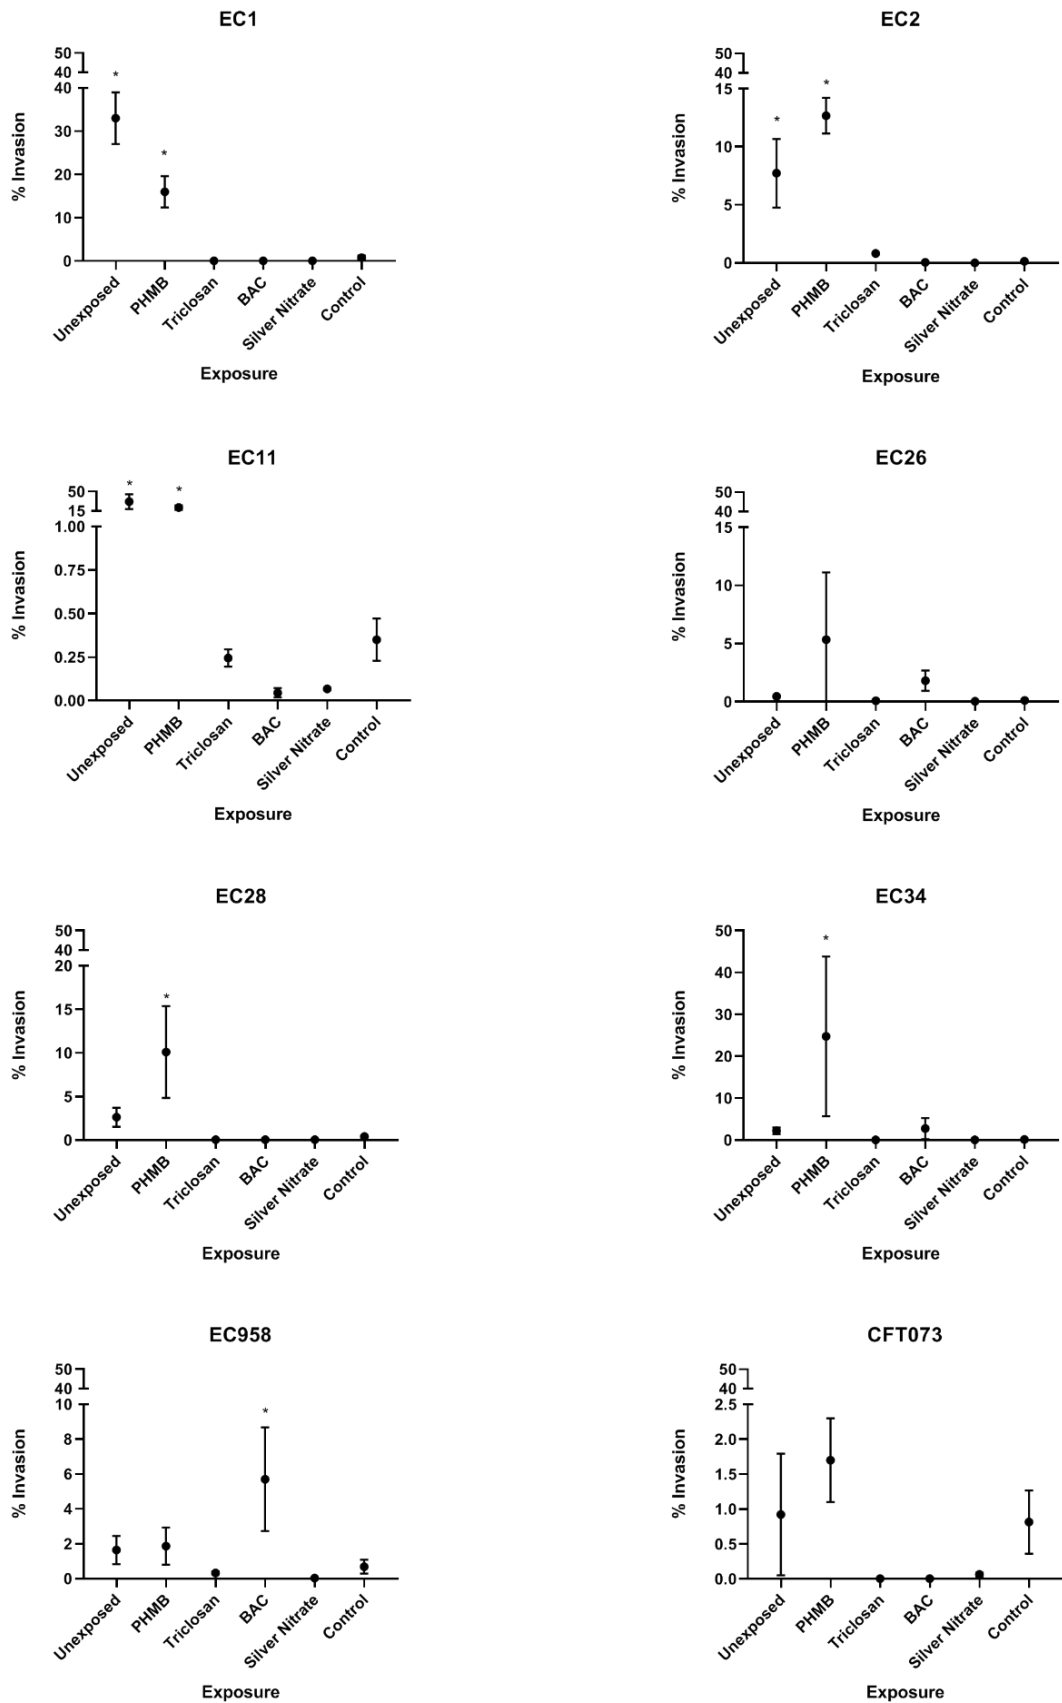 EC1
50
40
40
30
20
10
0
% Invasion
*
*
Unexposed
PHMB
Triclosan
BAC
Silver Nitrate
Control
Exposure
EC2
50
40
15
10
5
0
% Invasion
*
*
Unexposed
PHMB
Triclosan
BAC
Silver Nitrate
Control
Exposure
EC11
50
15
1.00
0.75
0.50
0.25
0.00
% Invasion
*
*
Unexposed
PHMB
Triclosan
BAC
Silver Nitrate
Control
Exposure
EC26
50
40
15
10
5
0
% Invasion
Unexposed
PHMB
Triclosan
BAC
Silver Nitrate
Control
Exposure
EC28
50
40
20
15
10
5
0
% Invasion
*
Unexposed
PHMB
Triclosan
BAC
Silver Nitrate
Control
Exposure
EC34
50
40
30
20
10
0
% Invasion
*
Unexposed
PHMB
Triclosan
BAC
Silver Nitrate
Control
Exposure
EC958
50
40
10
8
6
4
2
0
% Invasion
*
Unexposed
PHMB
Triclosan
BAC
Silver Nitrate
Control
Exposure
CFT073
50
40
2.5
2.0
1.5
1.0
0.5
0.0
% Invasion
Unexposed
PHMB
Triclosan
BAC
Silver Nitrate
Control
Exposure